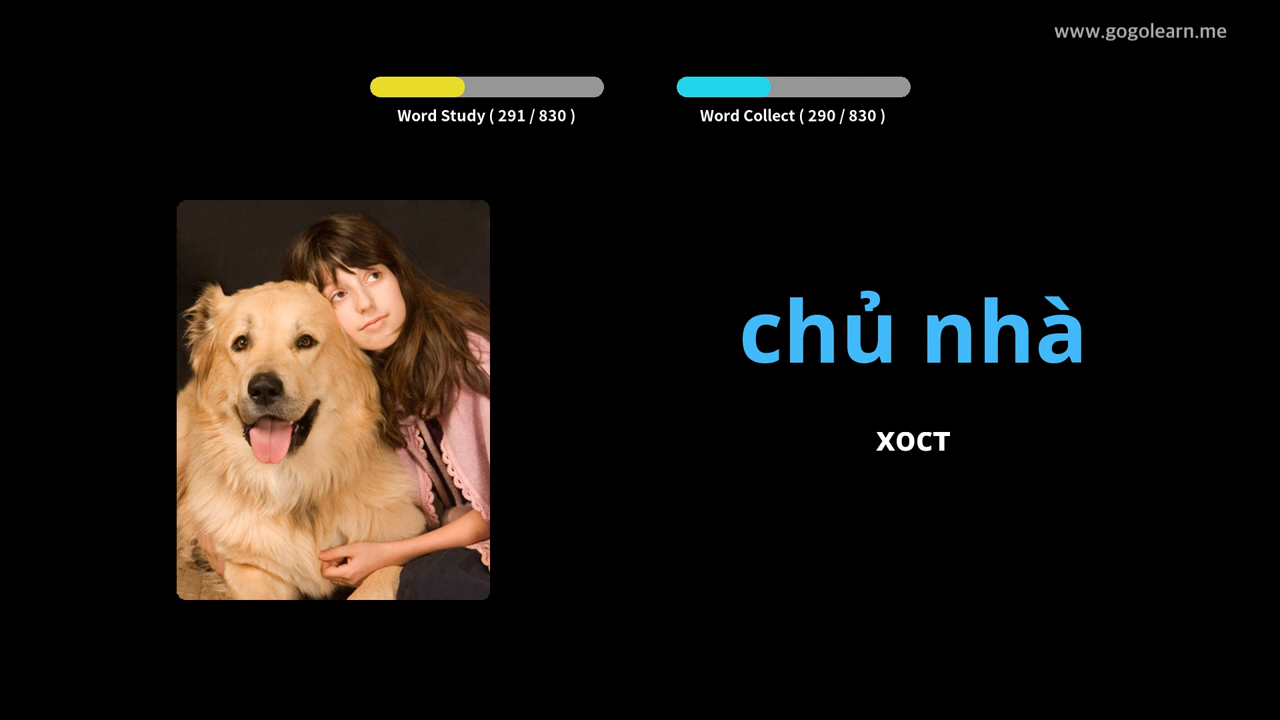 www.gogolearn.me
Word Study ( 291 / 830 )
Word Collect ( 290 / 830 )
chủ nhà
хост